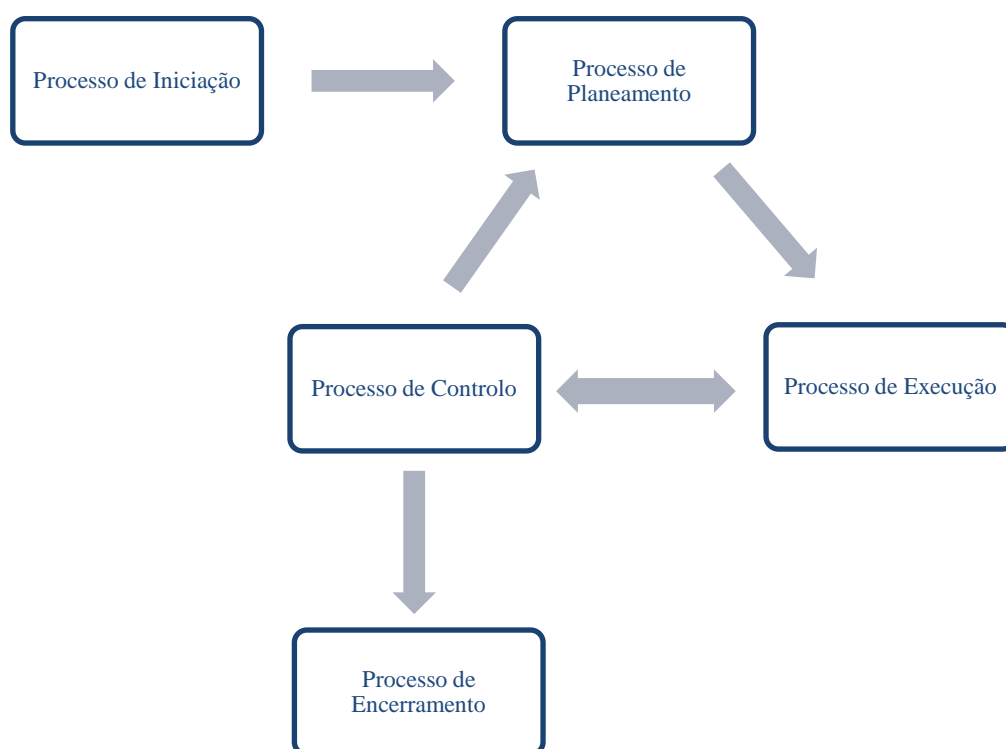 Processo de Iniciação
Processo de
Planeamento
Processo de Controlo
Processo de Execução
Processo de
Encerramento